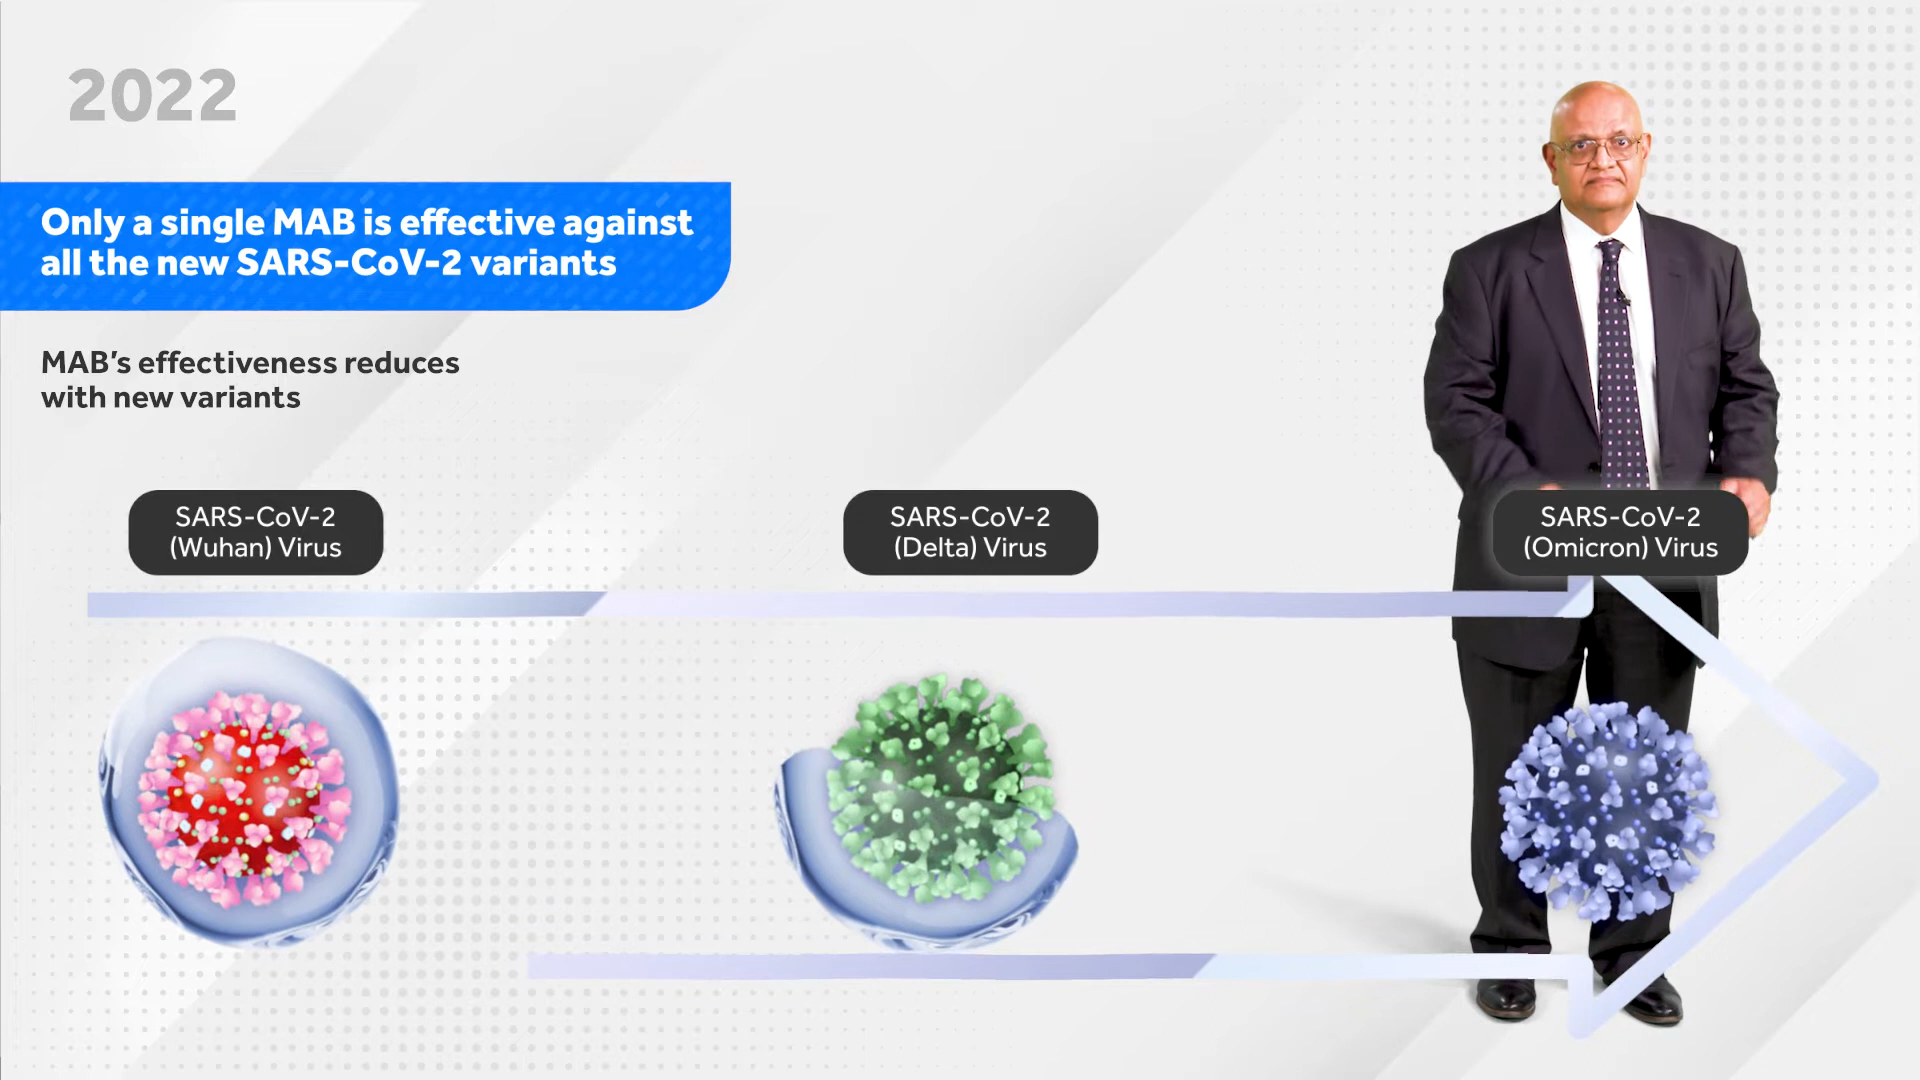 2022
Only a single MAB is effective against
all the new SARS-CoV-2 variants
MAB’s effectiveness reduces
with new variants
SARS-CoV-2
(Wuhan) Virus
SARS-CoV-2
(Delta) Virus
SARS-CoV-2
(Omicron) Virus